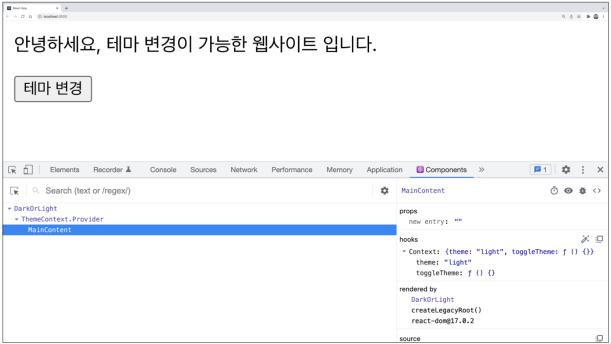 React App
localhost:3000
안녕하세요, 테마 변경이 가능한 웹사이트 입니다.
테마 변경
Elements Recorder Console Sources Network Performance Memory Application Components » 1
Search (text or /regex/)
DarkOrLight
ThemeContext.Provider
MainContent
MainContent
props
new entry: ""
hooks
Context: {theme: "light", toggleTheme: ƒ () {}}
theme: "light"
toggleTheme: ƒ () {}
rendered by
DarkOrLight
createLegacyRoot()
react-dom@17.0.2
source